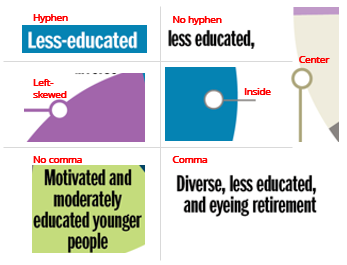 Hyphen
Less-educated
No hyphen
less educated,
Left-
skewed
Inside
Center
No comma
Motivated and
moderately
educated younger
people
Comma
Diverse, less educated,
and eyeing retirement